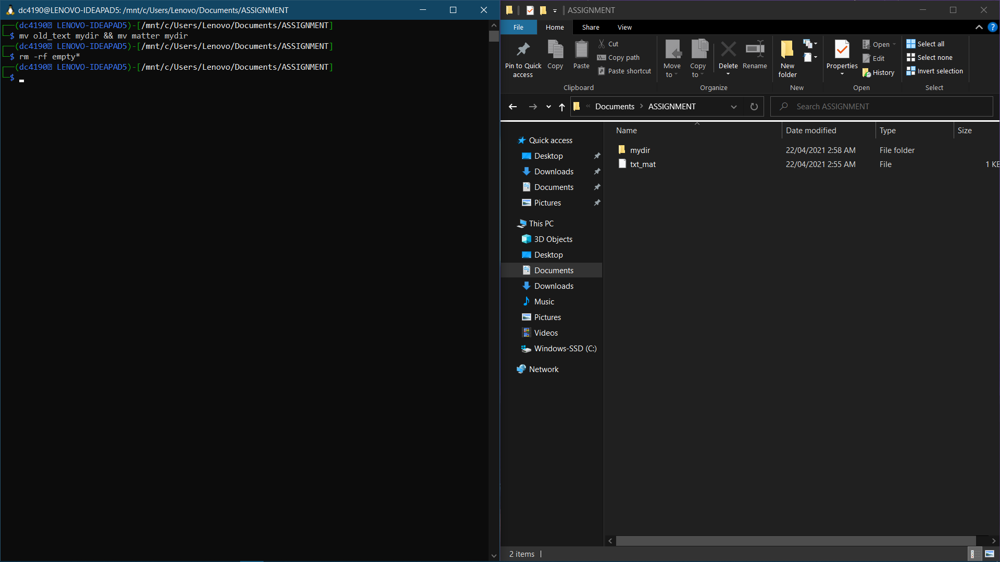 dc4190@LENOVO-IDEAPAD5: /mnt/c/Users/Lenovo/Documents/ASSIGNMENT
(dc4190 LENOVO-IDEAPAD5)-[/mnt/c/Users/Lenovo/Documents/ASSIGNMENT]
$ mv old_text mydir && mv matter mydir
(dc4190 LENOVO-IDEAPAD5)-[/mnt/c/Users/Lenovo/Documents/ASSIGNMENT]
$ rm -rf empty*
(dc4190 LENOVO-IDEAPAD5)-[/mnt/c/Users/Lenovo/Documents/ASSIGNMENT]
$
ASSIGNMENT
File Home Share View
Pin to Quick access
Copy
Paste
Cut
Copy path
Paste shortcut
Clipboard
Move to
Copy to
Delete
Rename
Organize
New folder
New
Properties
Open
Edit
History
Open
Select all
Select none
Invert selection
Select
Documents > ASSIGNMENT
Search ASSIGNMENT
Quick access
Desktop
Downloads
Documents
Pictures
This PC
3D Objects
Desktop
Documents
Downloads
Music
Pictures
Videos
Windows-SSD (C:)
Network
Name Date modified Type Size
mydir 22/04/2021 2:58 AM File folder
txt_mat 22/04/2021 2:55 AM File 1 KB
2 items